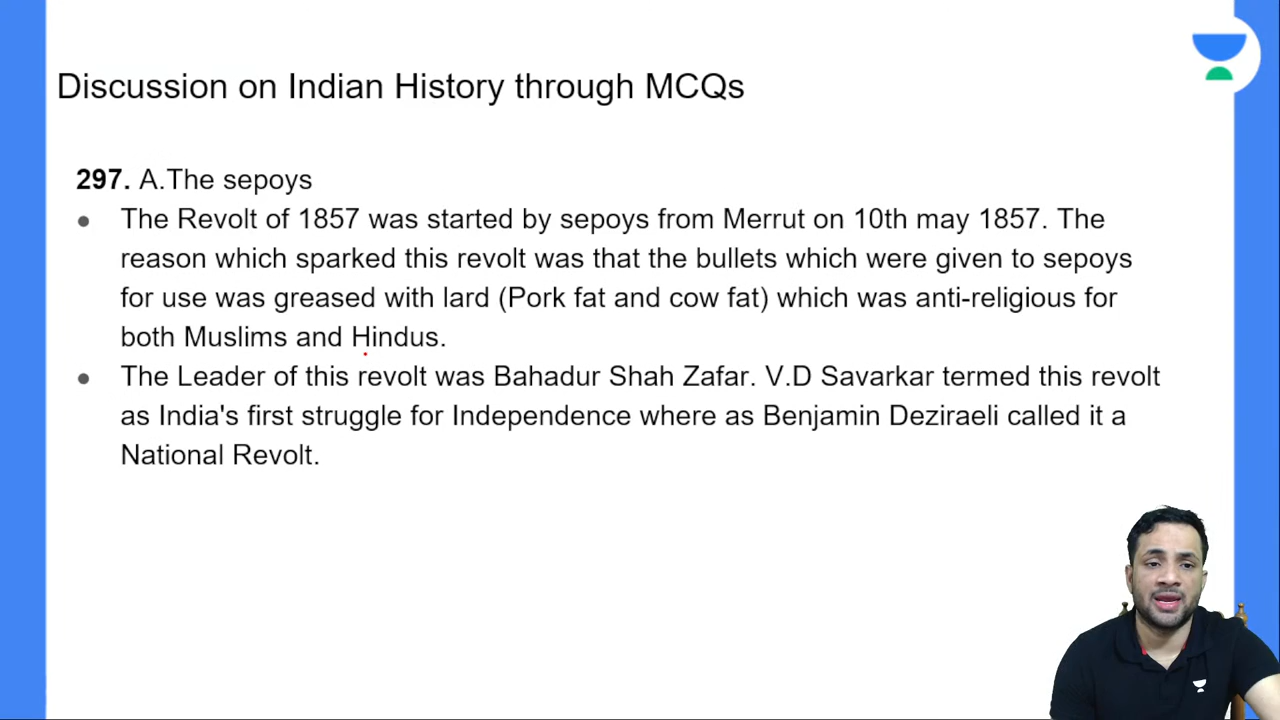 Discussion on Indian History through MCQs
297. A.The sepoys
● The Revolt of 1857 was started by sepoys from Merrut on 10th may 1857. The
reason which sparked this revolt was that the bullets which were given to sepoys
for use was greased with lard (Pork fat and cow fat) which was anti-religious for
both Muslims and Hindus.
● The Leader of this revolt was Bahadur Shah Zafar. V.D Savarkar termed this revolt
as India's first struggle for Independence where as Benjamin Deziraeli called it a
National Revolt.